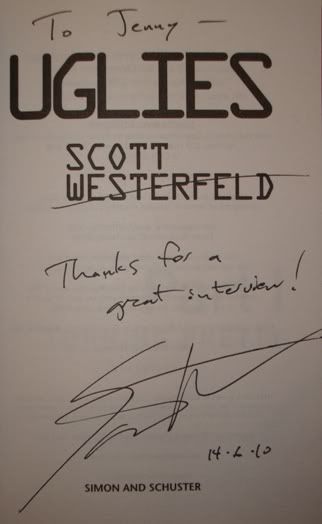 To Jenny —
UGLIES
SCOTT
WESTERFELD
Thanks for a
great interview!
14.6.10
SIMON AND SCHUSTER